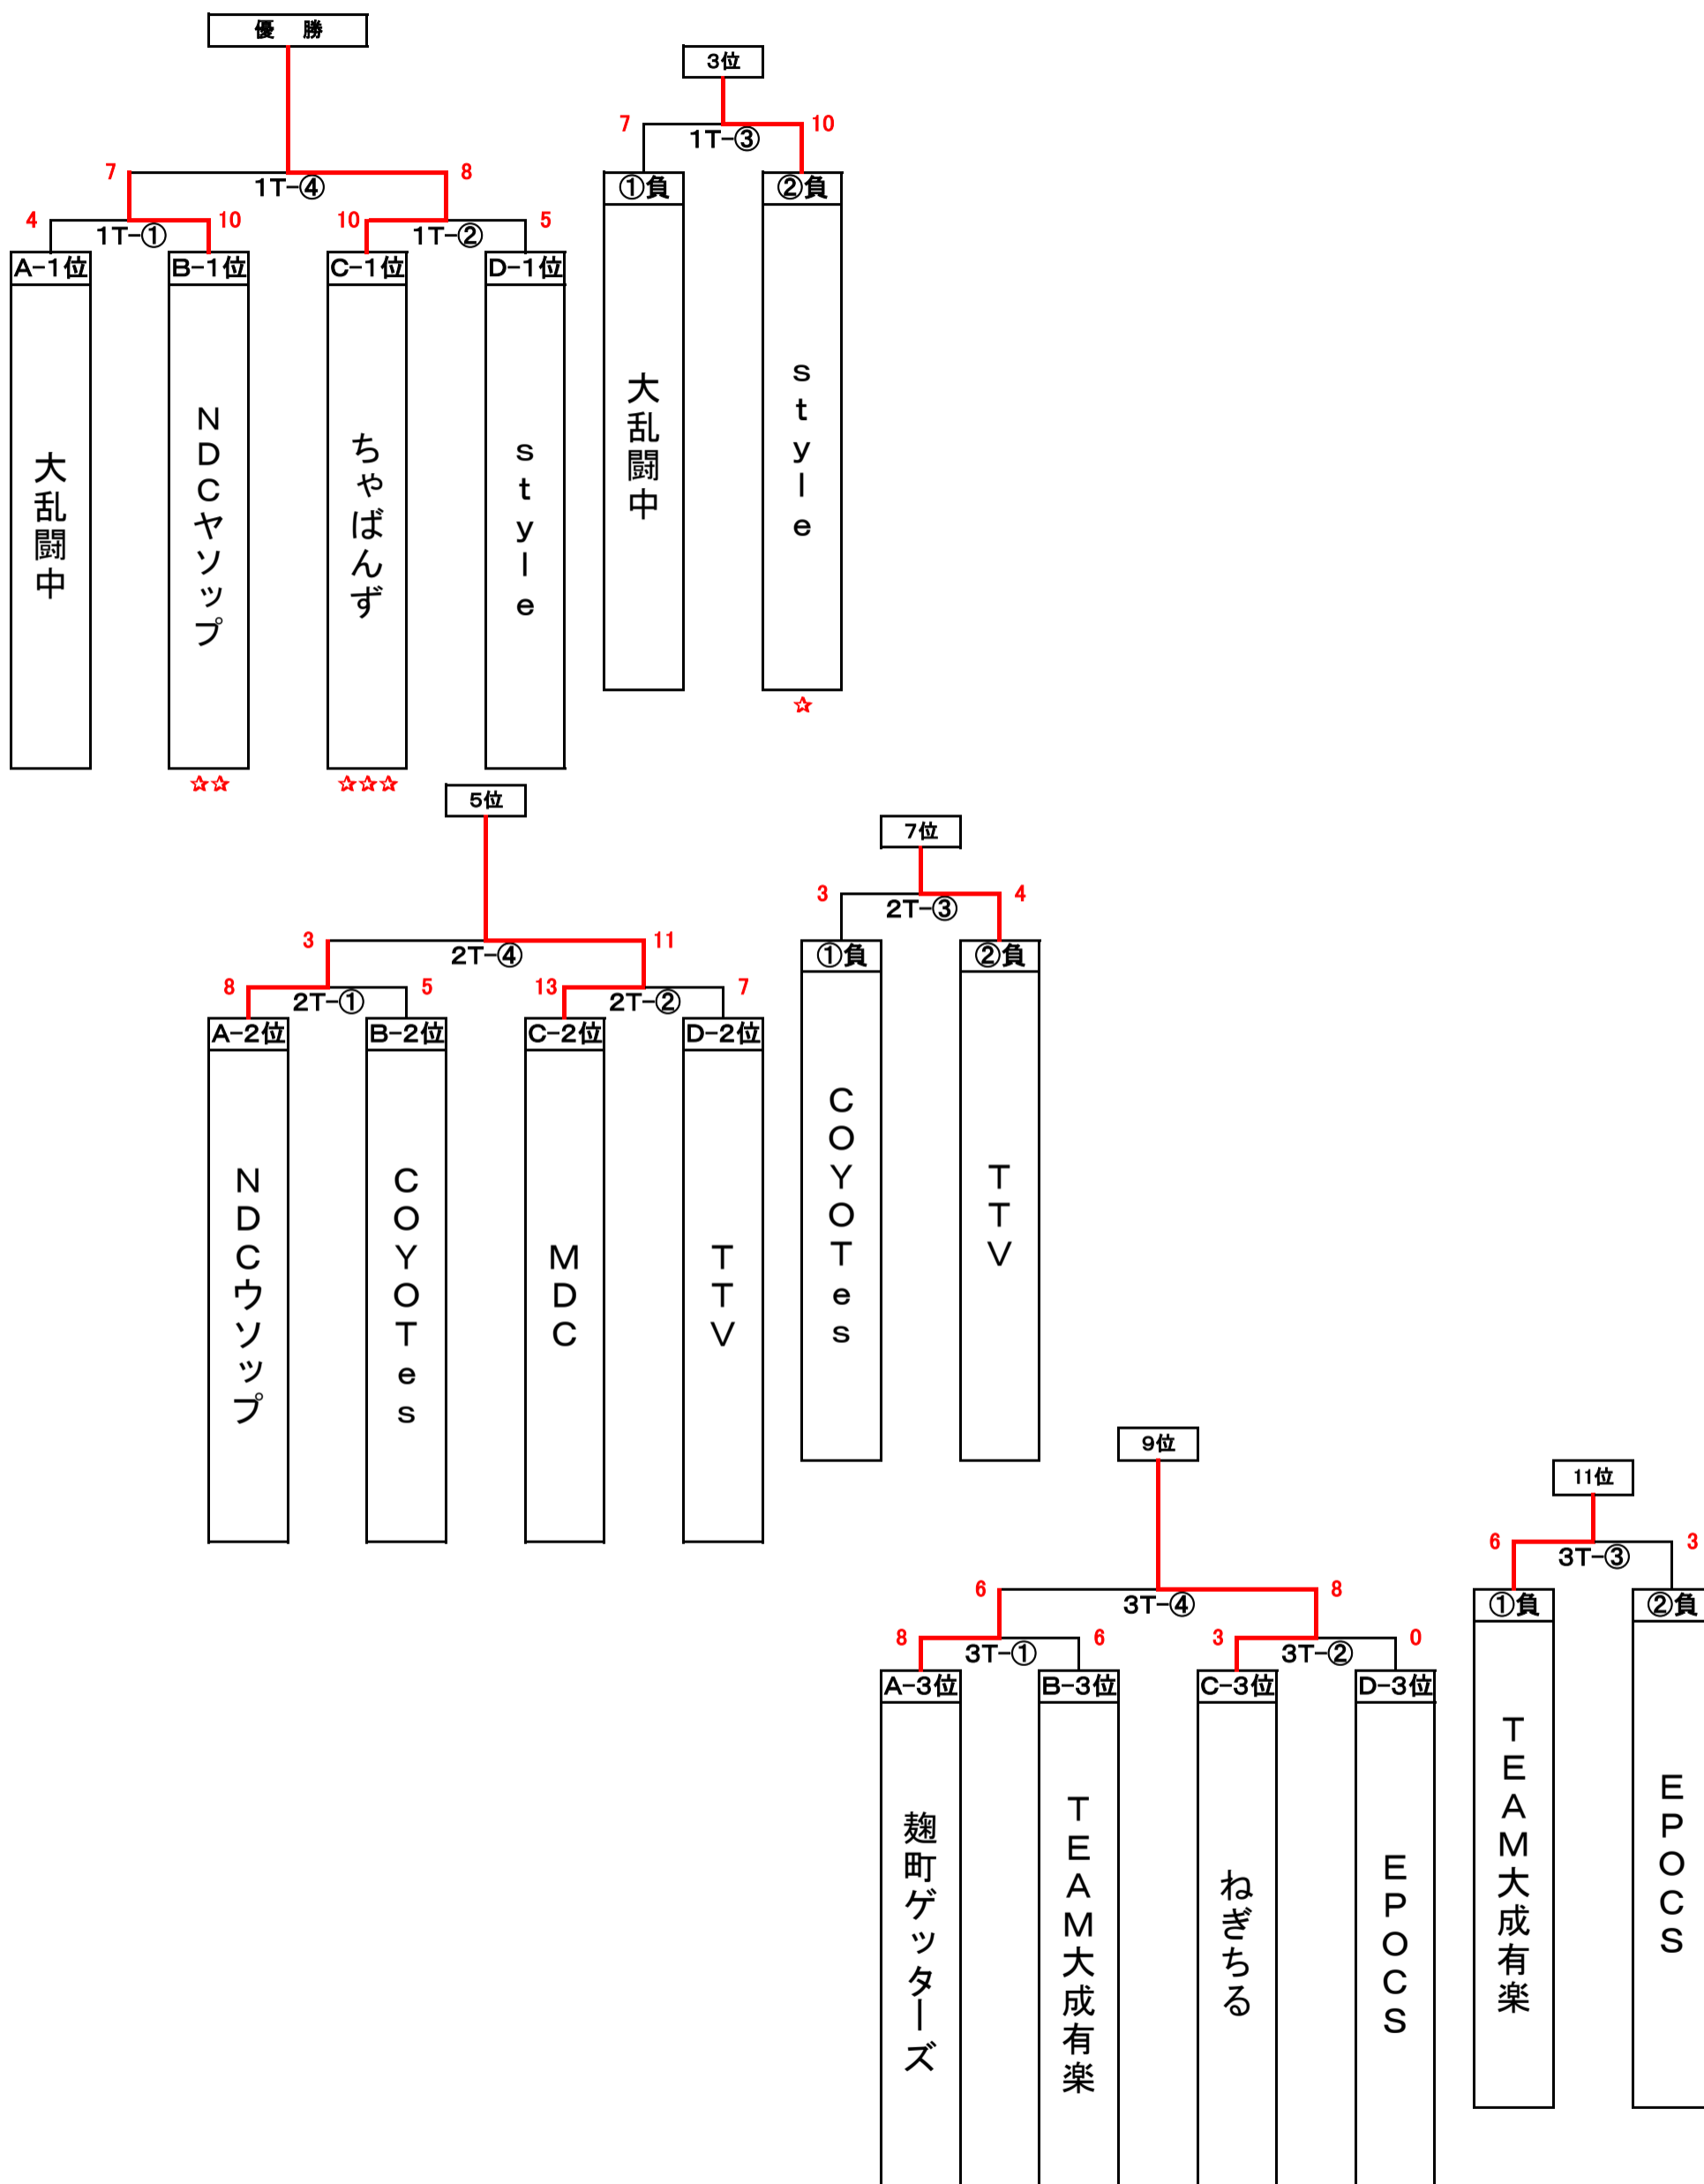 優　勝
3位
7 10
1T-③
7 8
1T-④
①負 ②負
4 10 10 5
1T-① 1T-②
A-1位 B-1位 C-1位 D-1位
大乱闘中
NDCヤソップ
ちゃばんず
style
大乱闘中
style
☆
☆☆ ☆☆☆
5位
7位
3 4
2T-③
3 11
2T-④
①負 ②負
8 5 13 7
2T-① 2T-②
A-2位 B-2位 C-2位 D-2位
NDCウソップ
COYOTes
MDC
TTV
COYOTes
TTV
9位
11位
6 3
3T-③
6 8
3T-④
①負 ②負
8 6 3 0
3T-① 3T-②
A-3位 B-3位 C-3位 D-3位
麹町ゲッターズ
TEAM大成有楽
ねぎちる
EPOCS
TEAM大成有楽
EPOCS